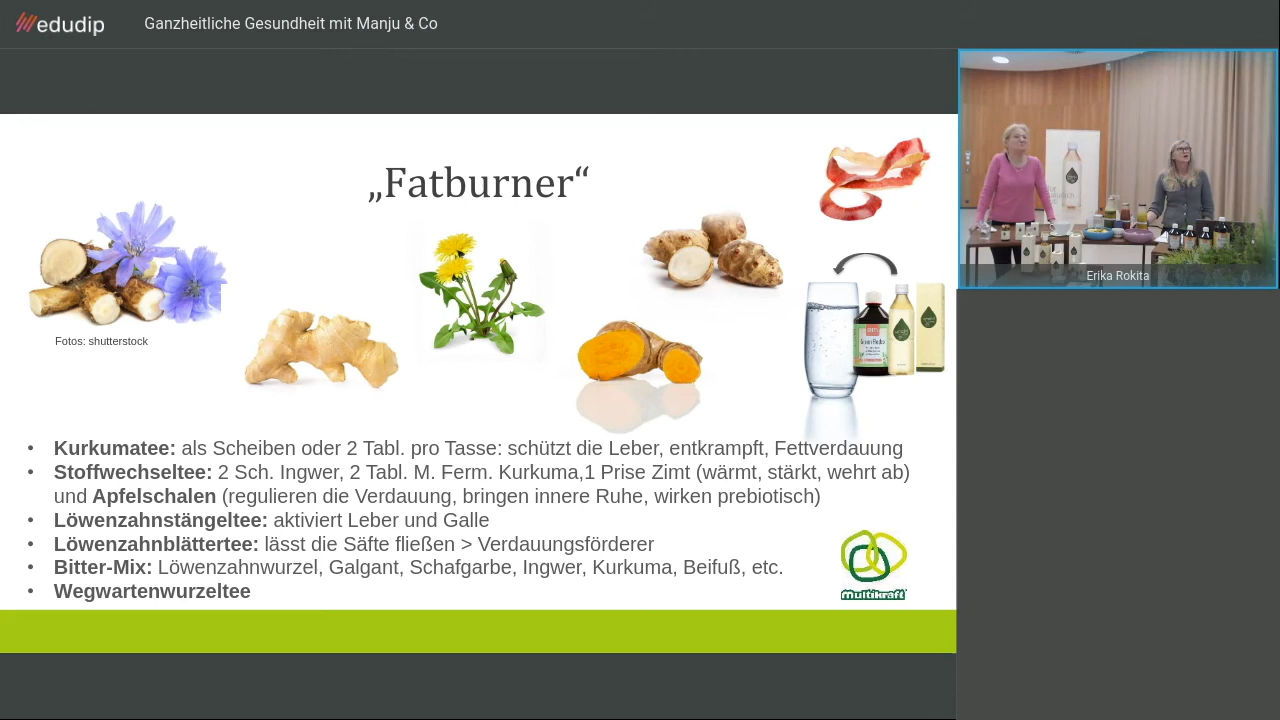 edudip
Ganzheitliche Gesundheit mit Manju & Co
„Fatburner“
Fotos: shutterstock
Erika Rokita
• Kurkumatee: als Scheiben oder 2 Tabl. pro Tasse: schützt die Leber, entkrampft, Fettverdauung
• Stoffwechseltee: 2 Sch. Ingwer, 2 Tabl. M. Ferm. Kurkuma,1 Prise Zimt (wärmt, stärkt, wehrt ab)
und Apfelschalen (regulieren die Verdauung, bringen innere Ruhe, wirken prebiotisch)
• Löwenzahnstängeltee: aktiviert Leber und Galle
• Löwenzahnblättertee: lässt die Säfte fließen > Verdauungsförderer
• Bitter-Mix: Löwenzahnwurzel, Galgant, Schafgarbe, Ingwer, Kurkuma, Beifuß, etc.
• Wegwartenwurzeltee
multikraft